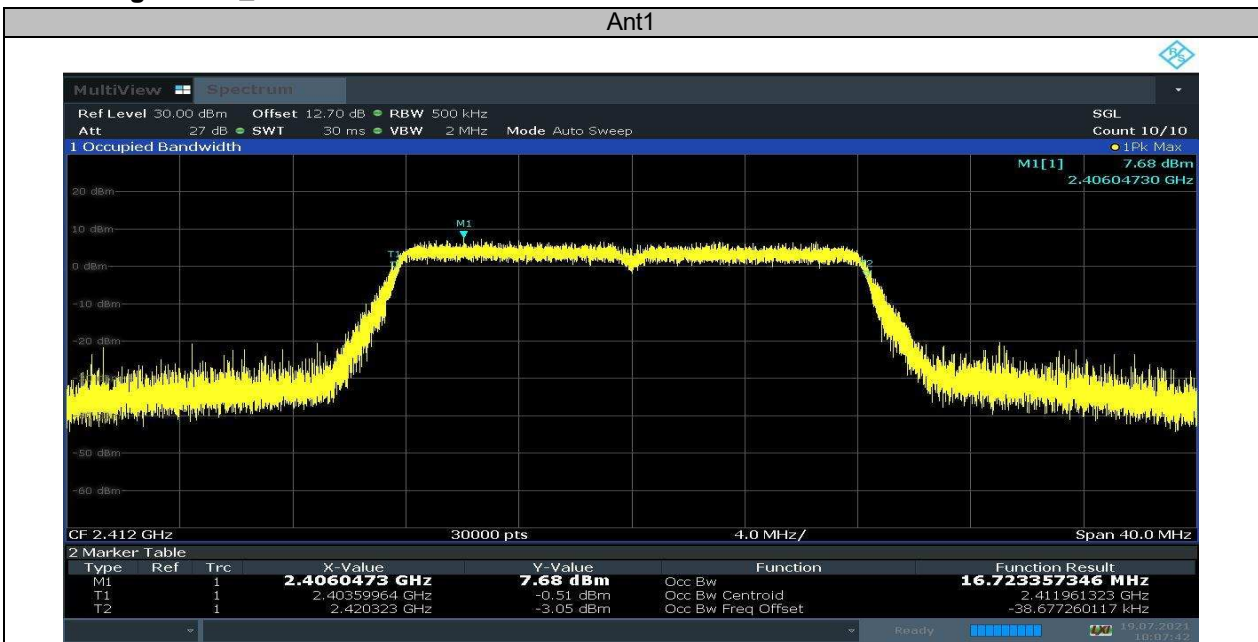 Ant1
R&S
MultiView Spectrum
Ref Level 30.00 dBm Offset 12.70 dB RBW 500 kHz SGL
Att 27 dB SWT 30 ms VBW 2 MHz Mode Auto Sweep Count 10/10
1 Occupied Bandwidth 1Pk Max
M1[1] 7.68 dBm
2.40604730 GHz
20 dBm
M1
10 dBm
T1
0 dBm
-10 dBm
-20 dBm
-50 dBm
-60 dBm
CF 2.412 GHz 30000 pts 4.0 MHz/ Span 40.0 MHz
2 Marker Table
Type Ref Trc X-Value Y-Value Function Function Result
M1 1 2.4060473 GHz 7.68 dBm Occ Bw 16.723357346 MHz
T1 1 2.40359964 GHz -0.51 dBm Occ Bw Centroid 2.411961323 GHz
T2 1 2.420323 GHz -3.05 dBm Occ Bw Freq Offset -38.677260117 kHz
Ready 19.07.2021
10:07:42